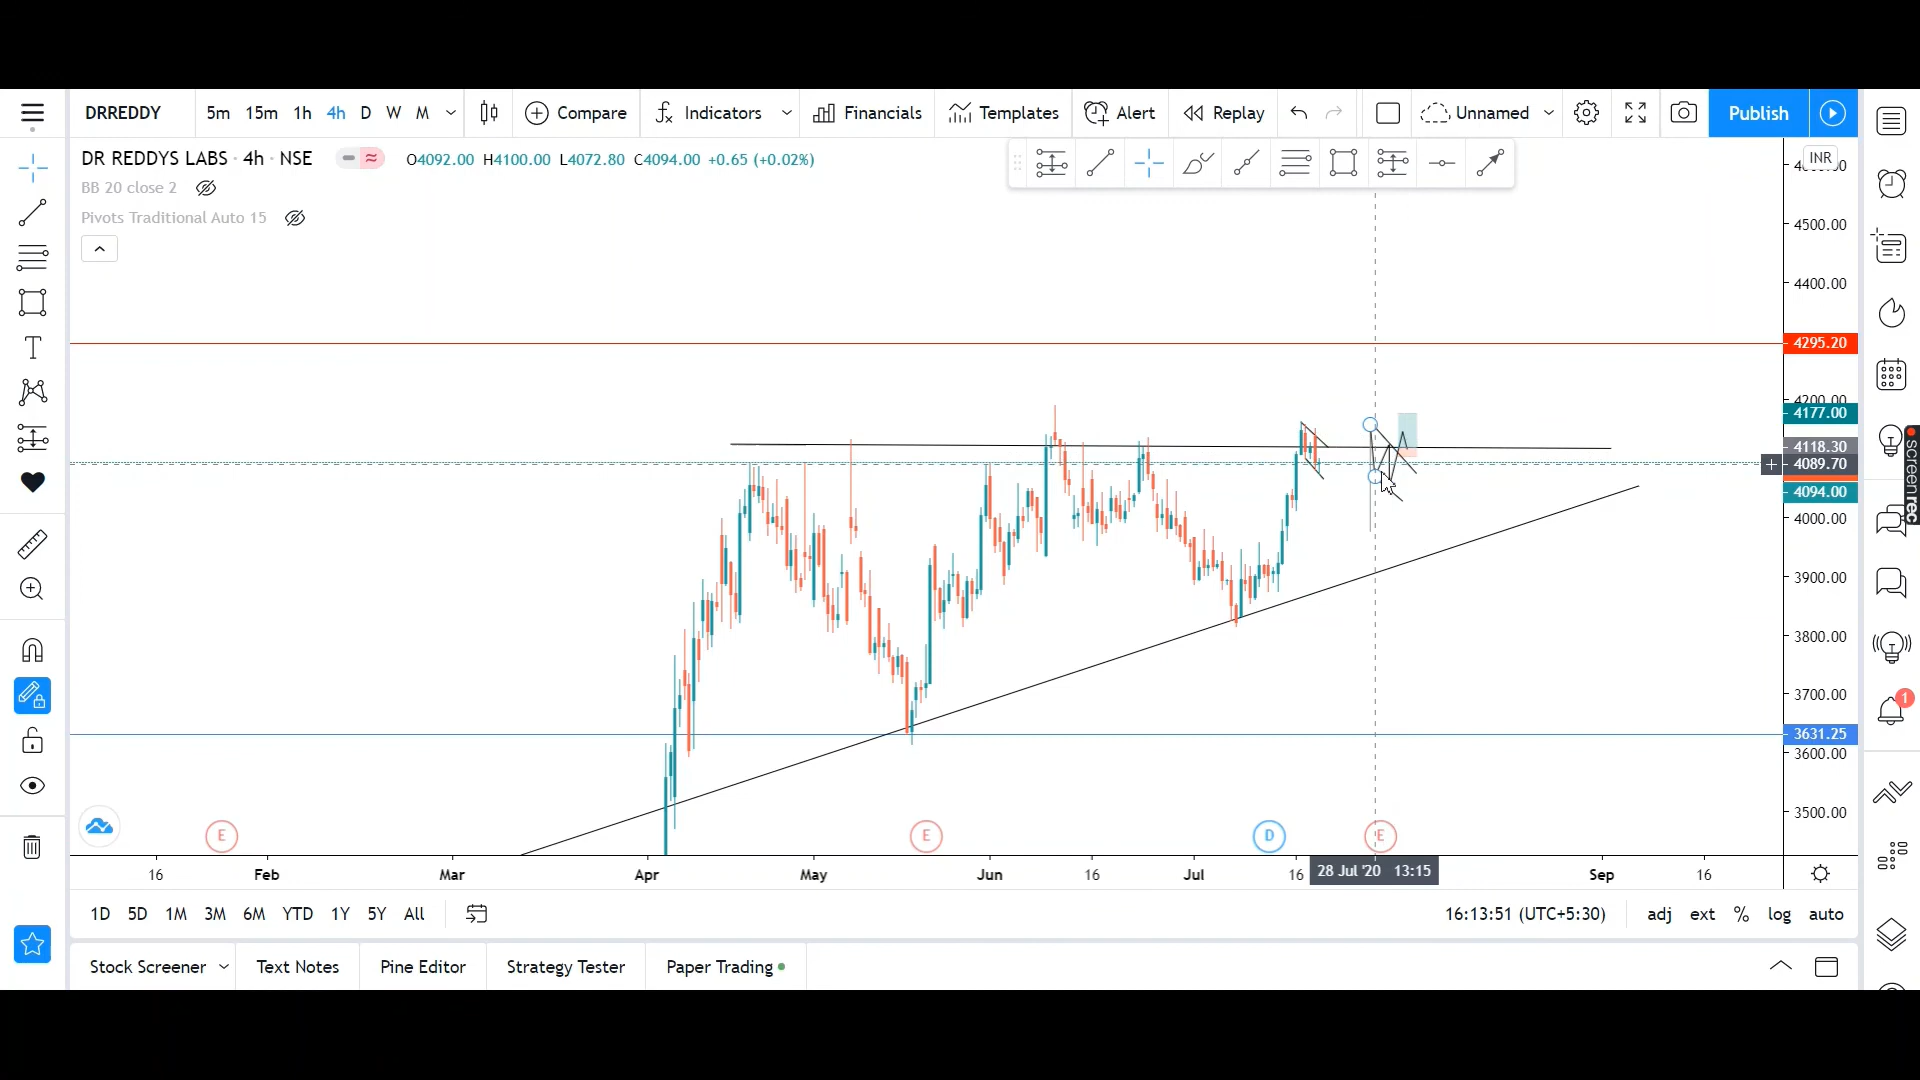 DRREDDY 5m 15m 1h 4h D W M Compare Indicators Financials Templates Alert Replay Unnamed Publish
DR REDDYS LABS · 4h · NSE O4092.00 H4100.00 L4072.80 C4094.00 +0.65 (+0.02%)
INR
BB 20 close 2
Pivots Traditional Auto 15
4500.00
4400.00
4295.20
4200.00
4177.00
4118.30
4089.70
4094.00
4000.00
3900.00
3800.00
3700.00
3631.25
3600.00
3500.00
screenrec
1
E E D E
16 Feb Mar Apr May Jun 16 Jul 16 28 Jul '20 13:15 Sep 16
1D 5D 1M 3M 6M YTD 1Y 5Y All 16:13:51 (UTC+5:30) adj ext % log auto
Stock Screener Text Notes Pine Editor Strategy Tester Paper Trading